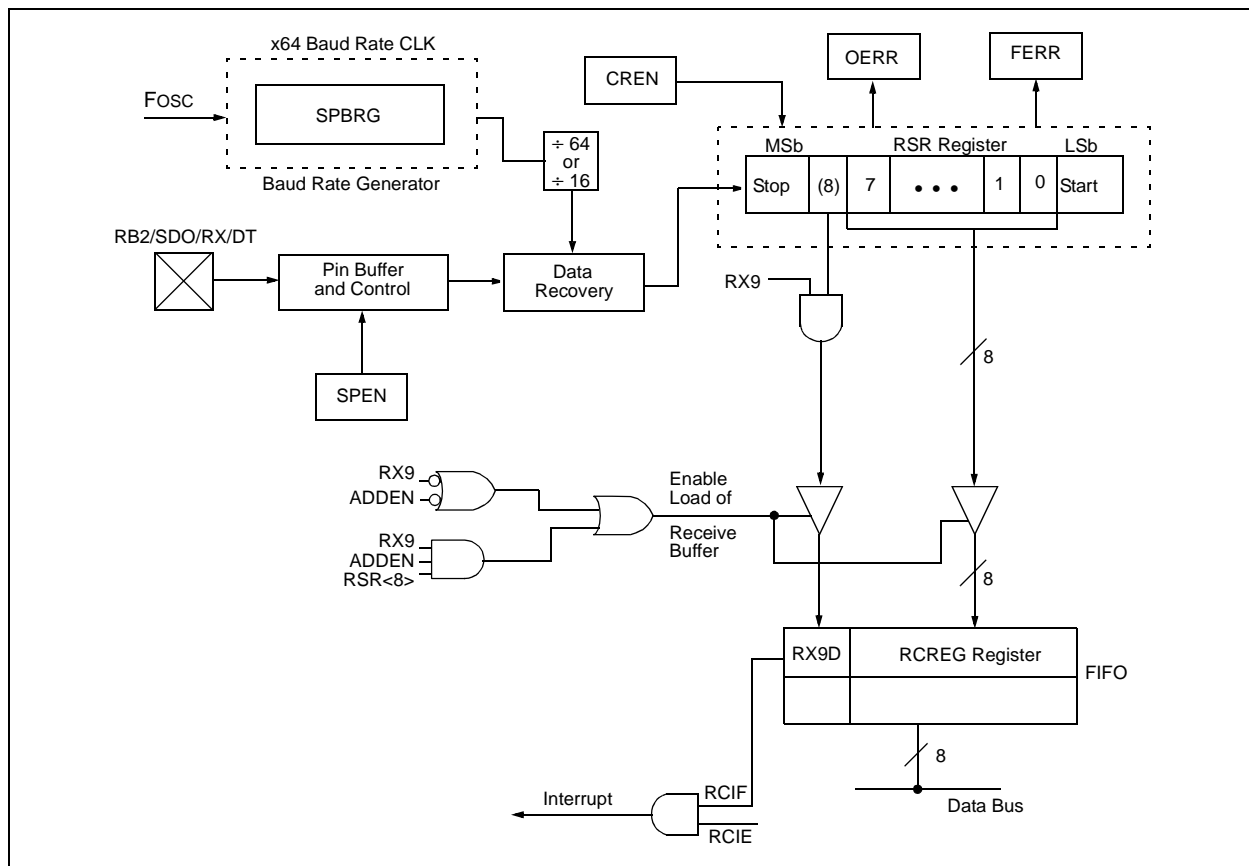 x64 Baud Rate CLK
FOSC
SPBRG
Baud Rate Generator
÷ 64
or
÷ 16
CREN
OERR
FERR
MSb
RSR Register
LSb
Stop
(8)
7
• • •
1
0
Start
RB2/SDO/RX/DT
Pin Buffer
and Control
Data
Recovery
SPEN
RX9
8
RX9
ADDEN
RX9
ADDEN
RSR<8>
Enable
Load of
Receive
Buffer
8
RX9D
RCREG Register
FIFO
8
Data Bus
Interrupt
RCIF
RCIE